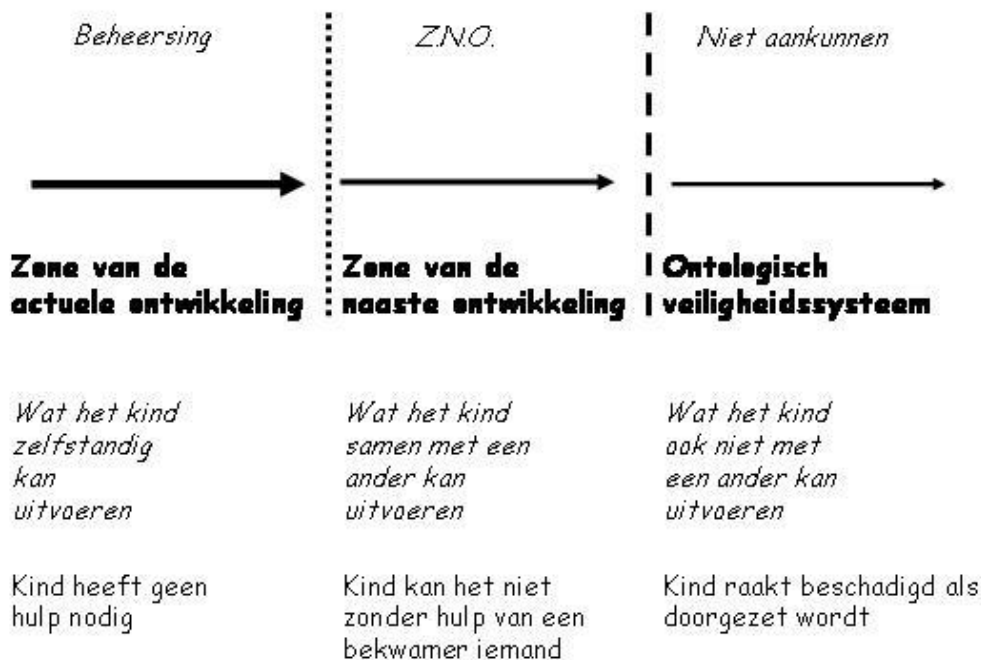 Beheersing
Z.N.O.
Niet aankunnen
Zone van de
actuele ontwikkeling
Zone van de
naaste ontwikkeling
Ontologisch
veiligheidssysteem
Wat het kind
zelfstandig
kan
uitvoeren
Wat het kind
samen met een
ander kan
uitvoeren
Wat het kind
ook niet met
een ander kan
uitvoeren
Kind heeft geen
hulp nodig
Kind kan het niet
zonder hulp van een
bekwamer iemand
Kind raakt beschadigd als
doorgezet wordt